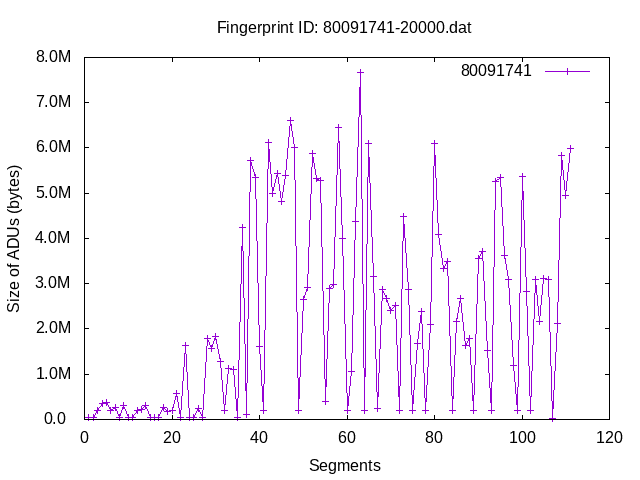 Fingerprint ID: 80091741-20000.dat
80091741
8.0M
7.0M
6.0M
5.0M
4.0M
3.0M
2.0M
1.0M
0.0
Size of ADUs (bytes)
0 20 40 60 80 100 120
Segments